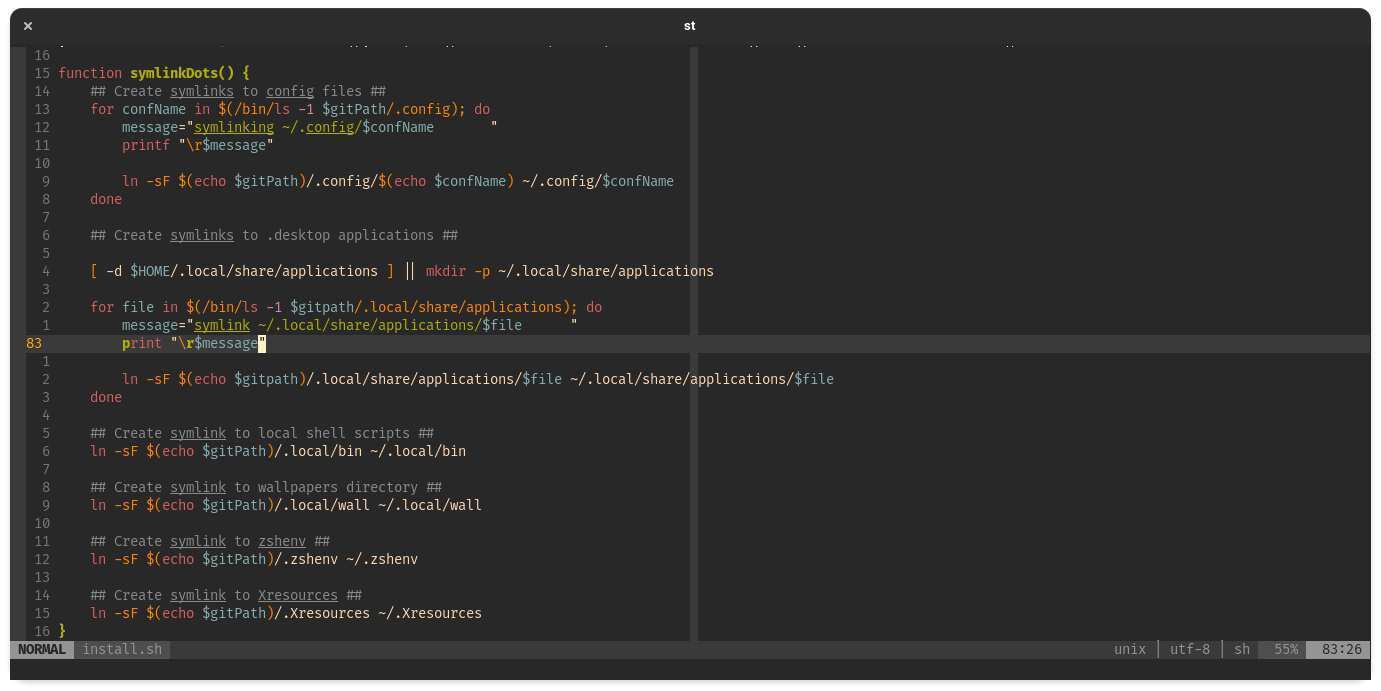 st
16
15 function symlinkDots() {
14     ## Create symlinks to config files ##
13     for confName in $(/bin/ls -1 $gitPath/.config); do
12         message="symlinking ~/.config/$confName       "
11         printf "\r$message"
10
9         ln -sF $(echo $gitPath)/.config/$(echo $confName) ~/.config/$confName
8     done
7
6     ## Create symlinks to .desktop applications ##
5
4     [ -d $HOME/.local/share/applications ] || mkdir -p ~/.local/share/applications
3
2     for file in $(/bin/ls -1 $gitpath/.local/share/applications); do
1         message="symlink ~/.local/share/applications/$file      "
83         print "\r$message"
1
2         ln -sF $(echo $gitpath)/.local/share/applications/$file ~/.local/share/applications/$file
3     done
4
5     ## Create symlink to local shell scripts ##
6     ln -sF $(echo $gitPath)/.local/bin ~/.local/bin
7
8     ## Create symlink to wallpapers directory ##
9     ln -sF $(echo $gitPath)/.local/wall ~/.local/wall
10
11     ## Create symlink to zshenv ##
12     ln -sF $(echo $gitPath)/.zshenv ~/.zshenv
13
14     ## Create symlink to Xresources ##
15     ln -sF $(echo $gitPath)/.Xresources ~/.Xresources
16 }
NORMAL install.sh unix | utf-8 | sh 55% 83:26